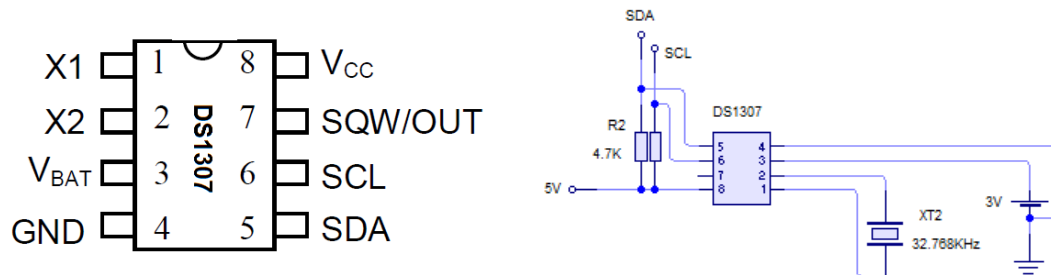 X1 1 8 VCC
X2 2 7 SQW/OUT
VBAT 3 6 SCL
GND 4 5 SDA
DS1307
SDA
SCL
DS1307
R2
4.7K
5 4
6 3
7 2
8 1
5V
3V
XT2
32.768KHz